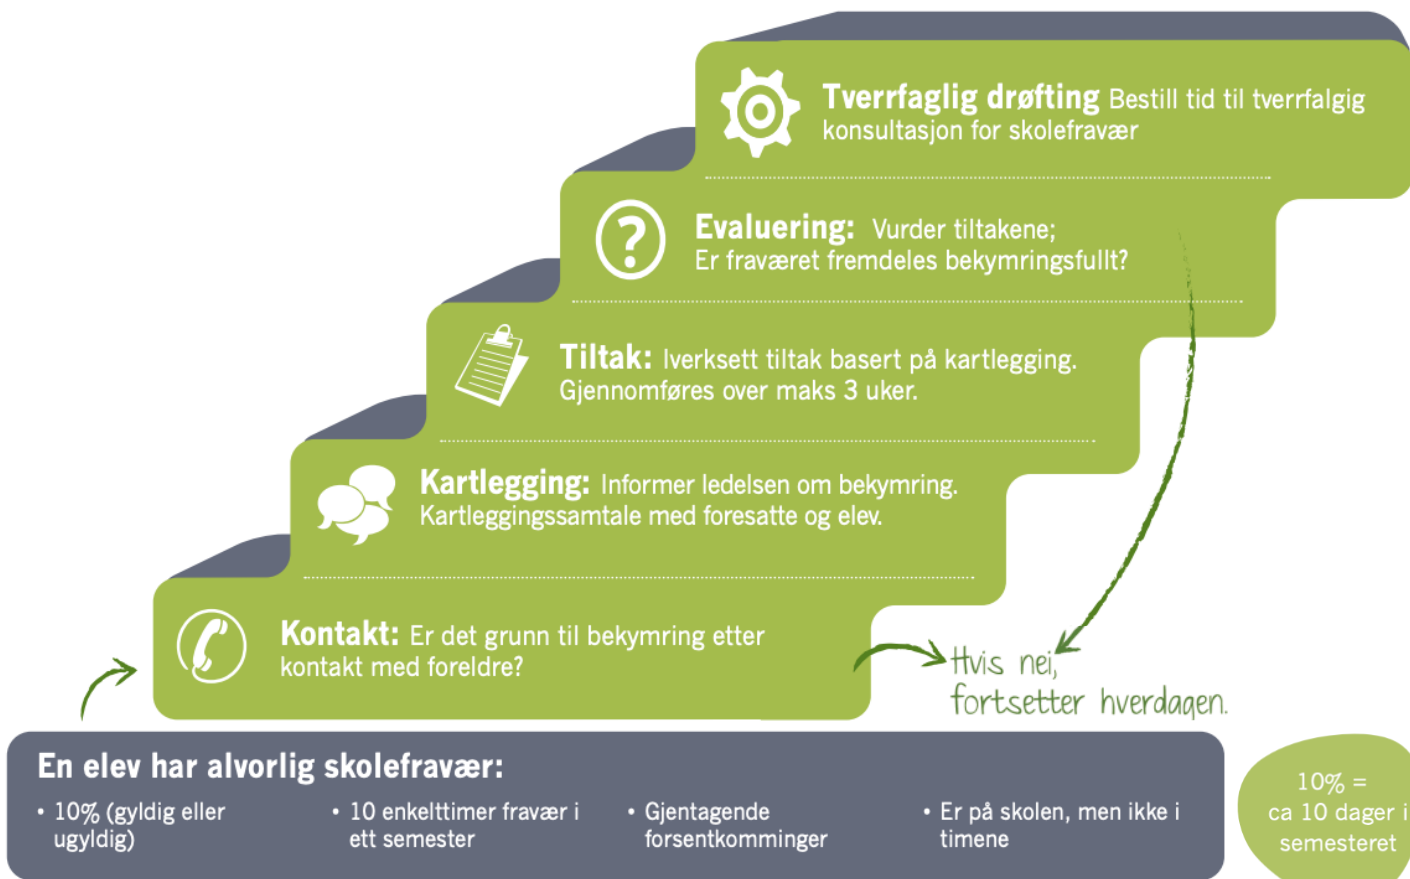 Tverrfaglig drøfting Bestill tid til tverrfalgig
konsultasjon for skolefravær
Evaluering: Vurder tiltakene;
Er fraværet fremdeles bekymringsfullt?
Tiltak: Iverksett tiltak basert på kartlegging.
Gjennomføres over maks 3 uker.
Kartlegging: Informer ledelsen om bekymring.
Kartleggingssamtale med foresatte og elev.
Kontakt: Er det grunn til bekymring etter
kontakt med foreldre?
Hvis nei,
fortsetter hverdagen.
En elev har alvorlig skolefravær:
• 10% (gyldig eller
ugyldig)
• 10 enkelttimer fravær i
ett semester
• Gjentagende
forsentkomminger
• Er på skolen, men ikke i
timene
10% =
ca 10 dager i
semesteret